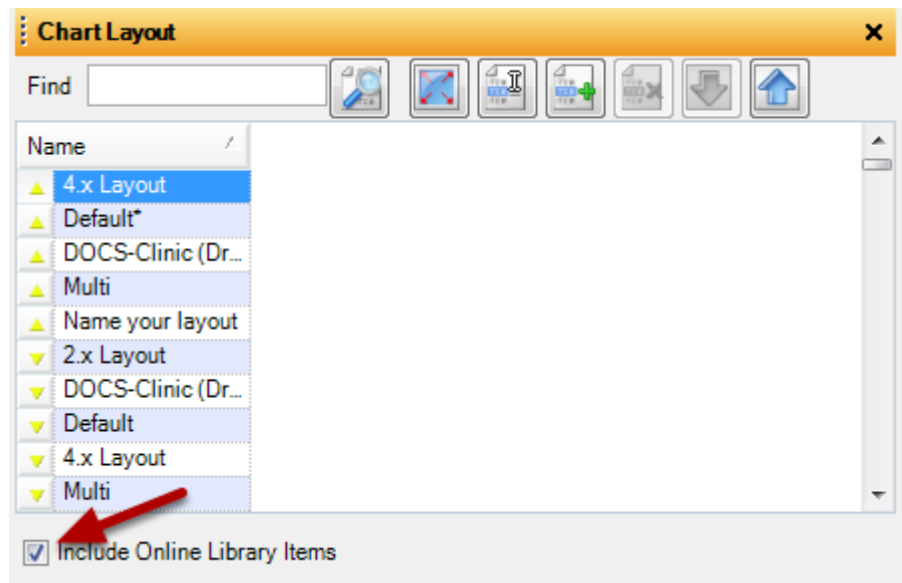 Chart Layout
Find
Name
4.x Layout
Default*
DOCS-Clinic (Dr...
Multi
Name your layout
2.x Layout
DOCS-Clinic (Dr...
Default
4.x Layout
Multi
Include Online Library Items